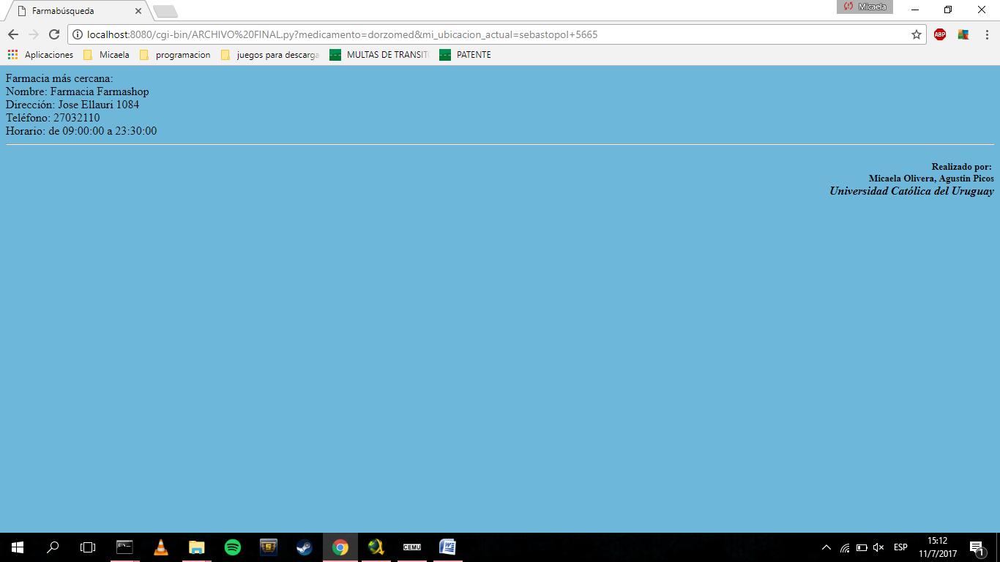 Farmabúsqueda
Micaela
localhost:8080/cgi-bin/ARCHIVO%20FINAL.py?medicamento=dorzomed&mi_ubicacion_actual=sebastopol+5665
ABP
Aplicaciones Micaela programacion juegos para descarga MULTAS DE TRANSIT PATENTE
Farmacia más cercana:
Nombre: Farmacia Farmashop
Dirección: Jose Ellauri 1084
Teléfono: 27032110
Horario: de 09:00:00 a 23:30:00
Realizado por:
Micaela Olivera, Agustin Picos
Universidad Católica del Uruguay
CEMU
ESP
15:12
11/7/2017
1